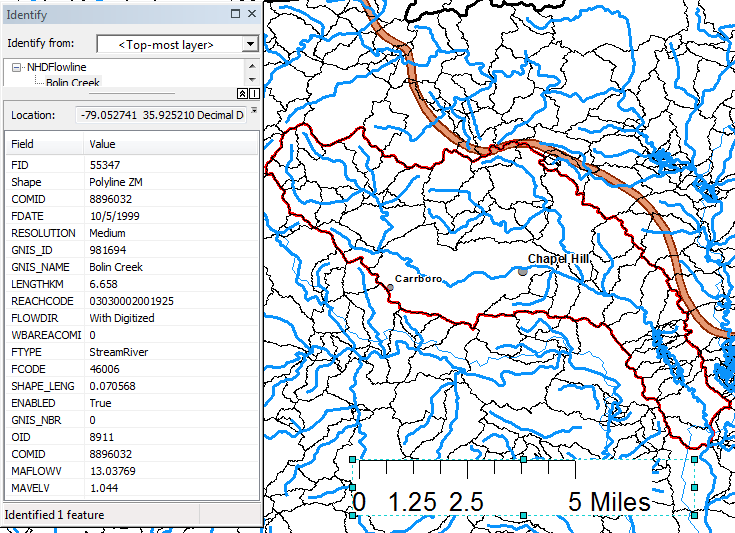 Identify
Identify from: <Top-most layer>
NHDFlowline
Bolin Creek
Location: -79.052741 35.925210 Decimal D
Field Value
FID 55347
Shape Polyline ZM
COMID 8896032
FDATE 10/5/1999
RESOLUTION Medium
GNIS_ID 981694
GNIS_NAME Bolin Creek
LENGTHKM 6.658
REACHCODE 03030002001925
FLOWDIR With Digitized
WBAREACOMI 0
FTYPE StreamRiver
FCODE 46006
SHAPE_LENG 0.070568
ENABLED True
GNIS_NBR 0
OID 8911
COMID 8896032
MAFLOWV 13.03769
MAVELV 1.044
Identified 1 feature
Chapel Hill
Carrboro
0 1.25 2.5 5 Miles